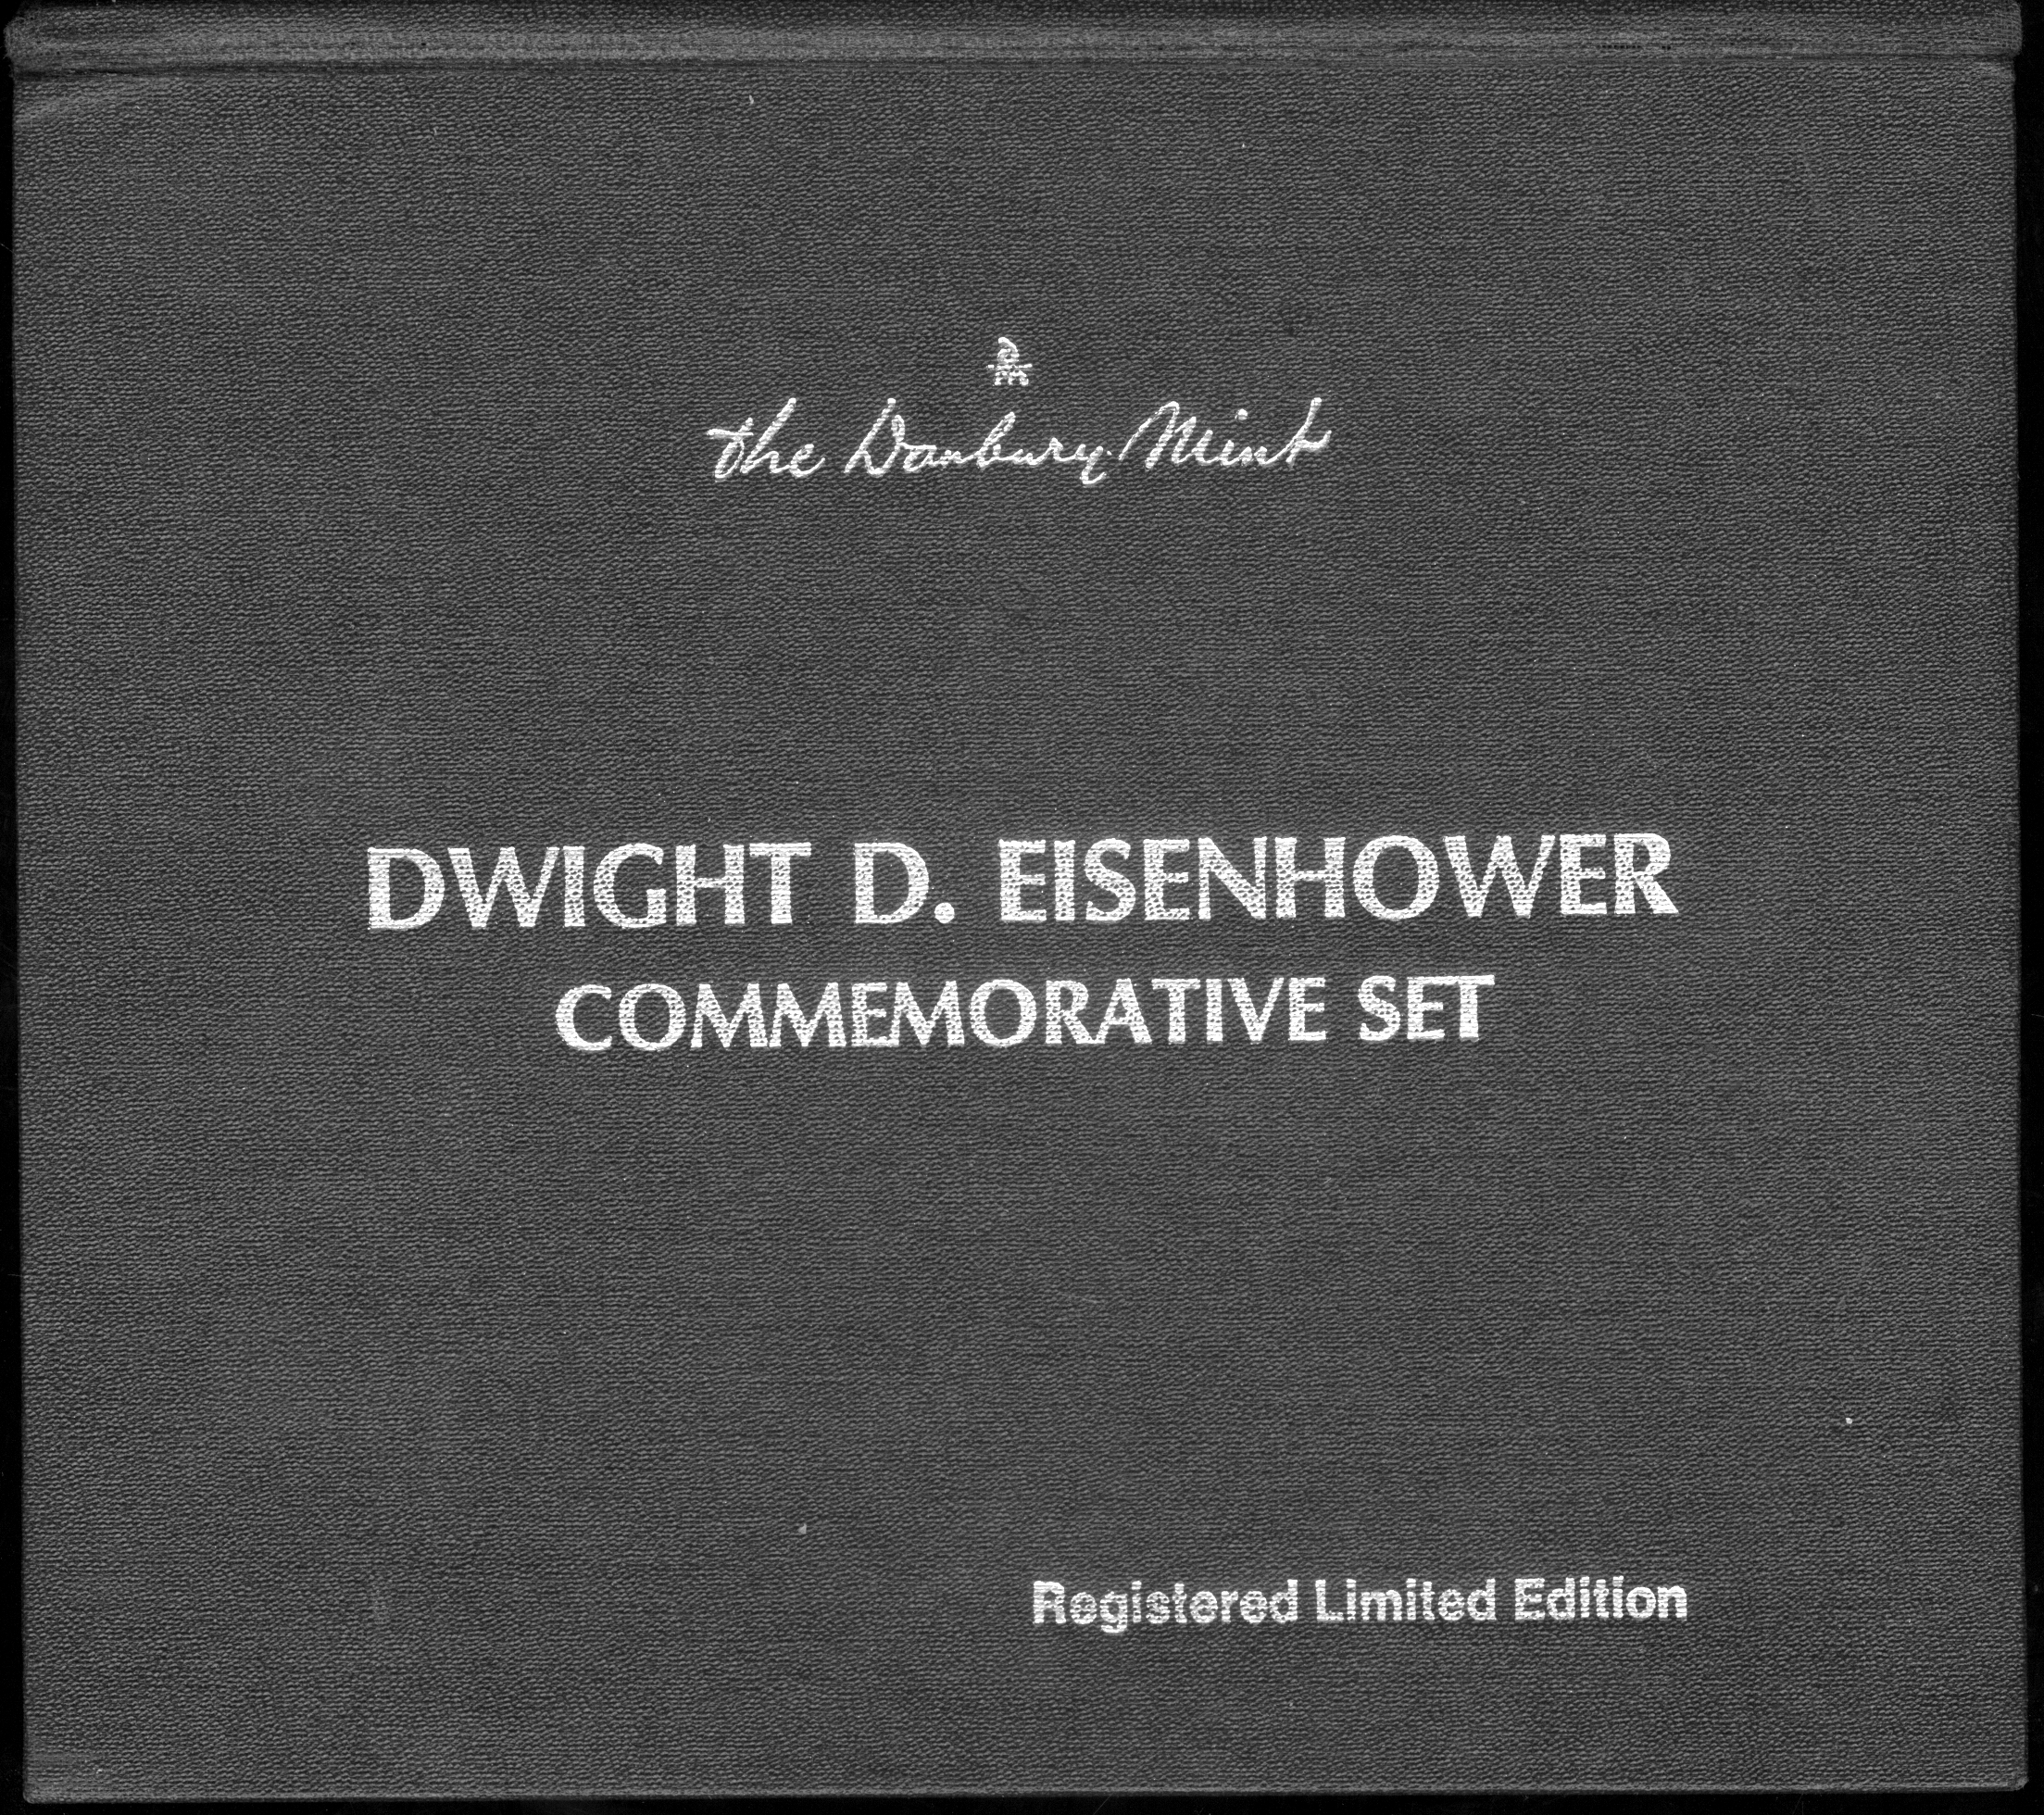 the Danbury Mint
DWIGHT D. EISENHOWER
COMMEMORATIVE SET
Registered Limited Edition